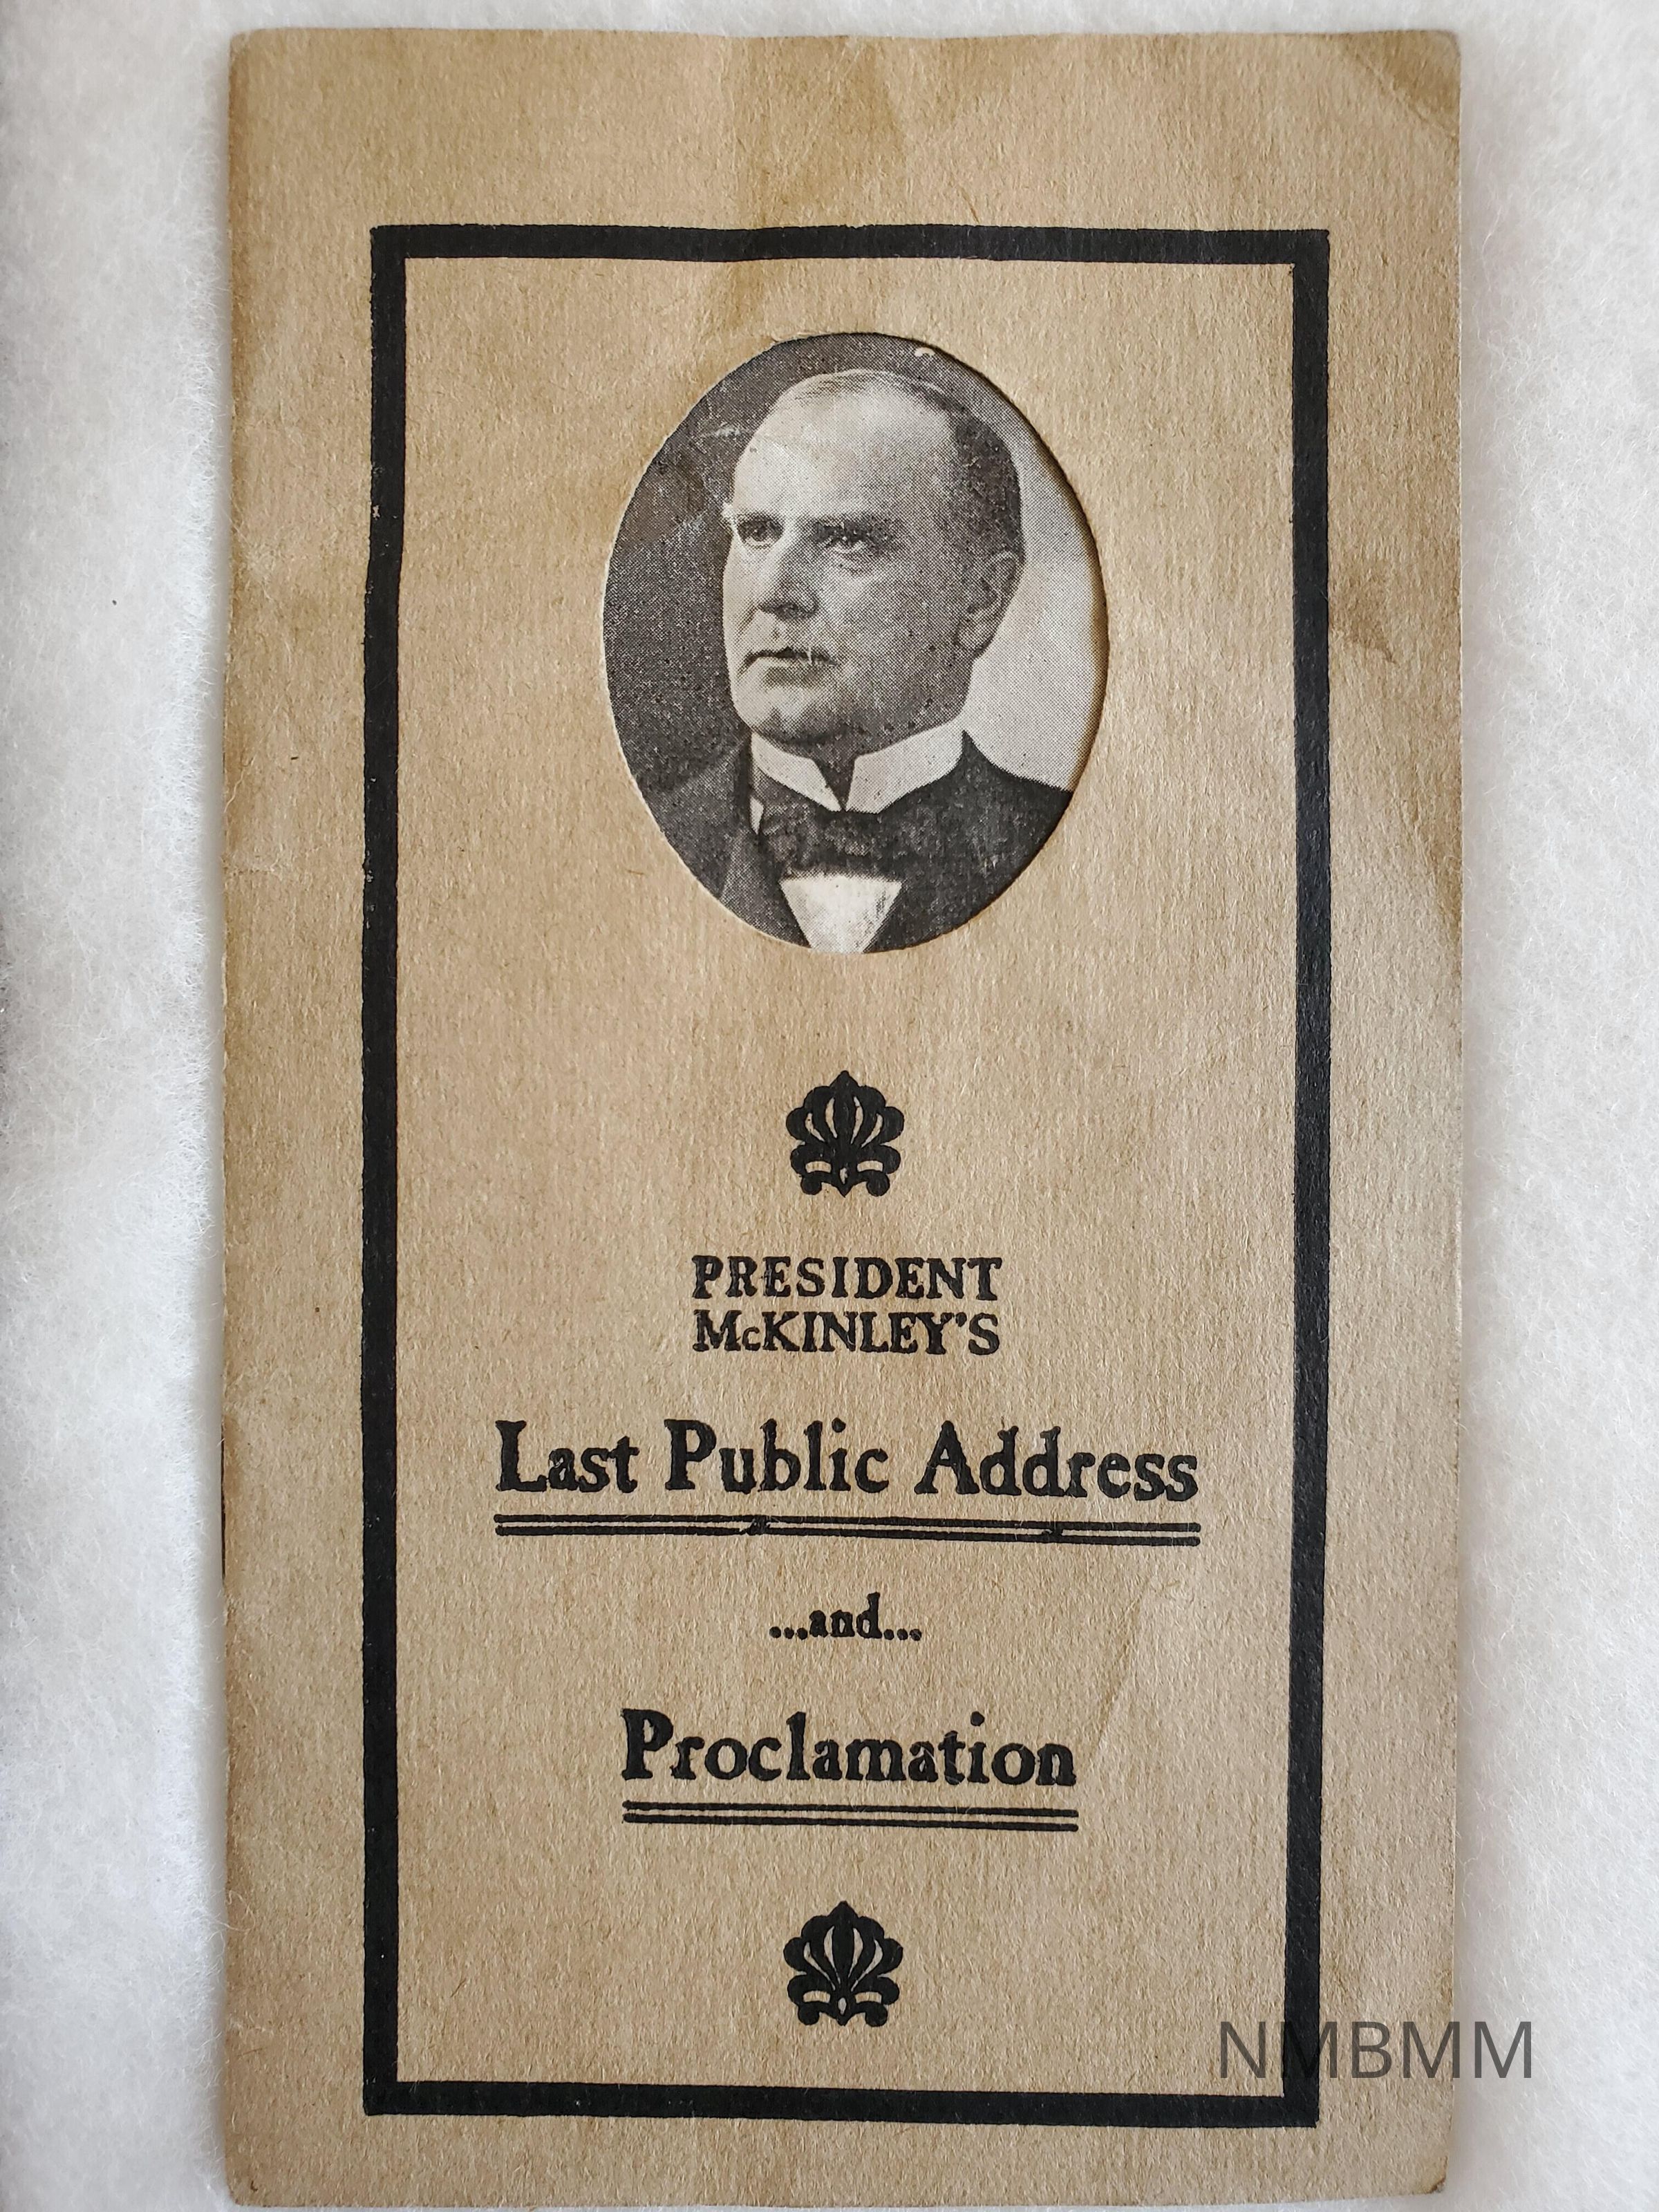 PRESIDENT
McKINLEY'S
Last Public Address
...and...
Proclamation
NMBMM